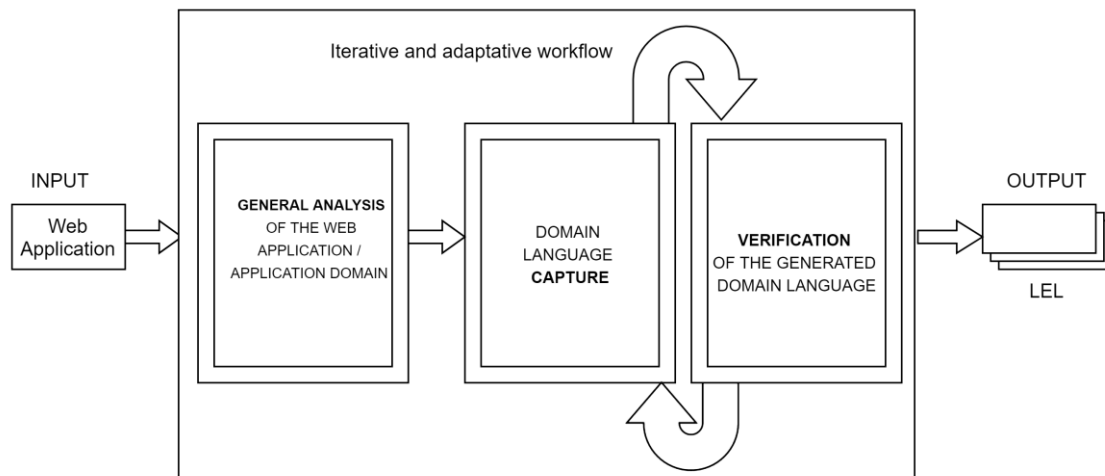 Iterative and adaptative workflow
INPUT
Web
Application
GENERAL ANALYSIS
OF THE WEB
APPLICATION /
APPLICATION DOMAIN
DOMAIN
LANGUAGE
CAPTURE
VERIFICATION
OF THE GENERATED
DOMAIN LANGUAGE
OUTPUT
LEL